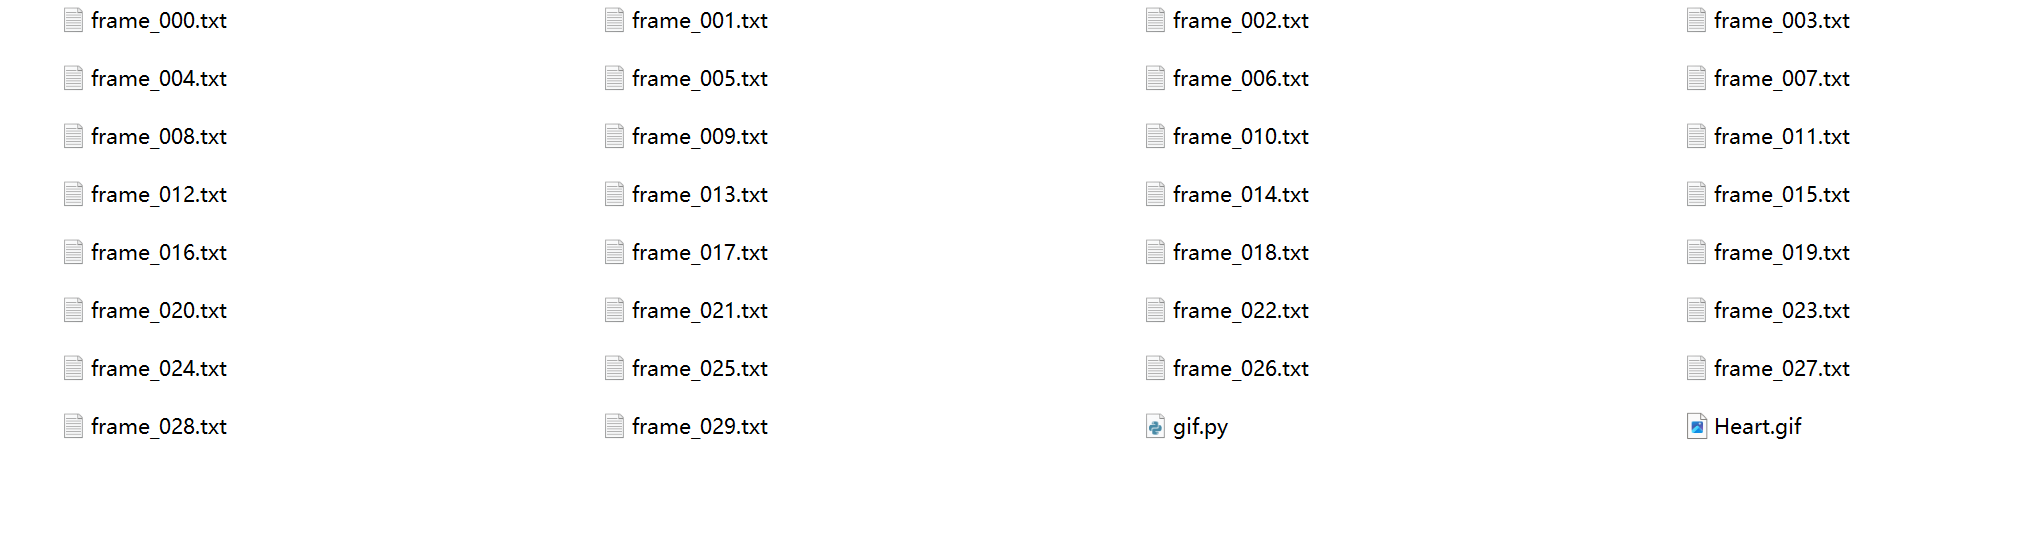 frame_000.txt frame_001.txt frame_002.txt frame_003.txt
frame_004.txt frame_005.txt frame_006.txt frame_007.txt
frame_008.txt frame_009.txt frame_010.txt frame_011.txt
frame_012.txt frame_013.txt frame_014.txt frame_015.txt
frame_016.txt frame_017.txt frame_018.txt frame_019.txt
frame_020.txt frame_021.txt frame_022.txt frame_023.txt
frame_024.txt frame_025.txt frame_026.txt frame_027.txt
frame_028.txt frame_029.txt gif.py Heart.gif